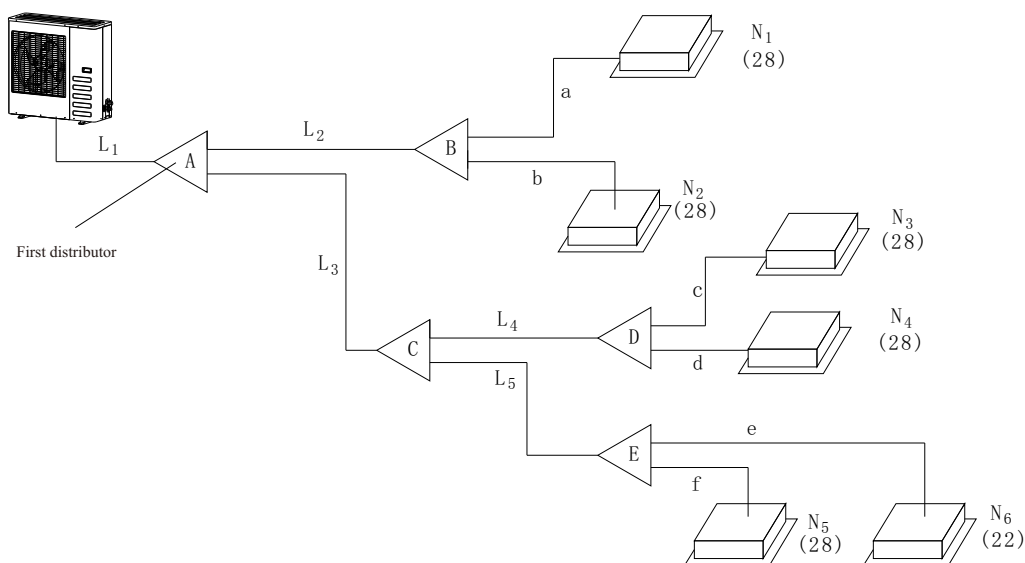 N₁
(28)
a
L₁
A
L₂
B
b
N₂
(28)
First distributor
L₃
N₃
(28)
c
L₄
D
N₄
(28)
C
d
L₅
E
e
f
N₅
(28)
N₆
(22)